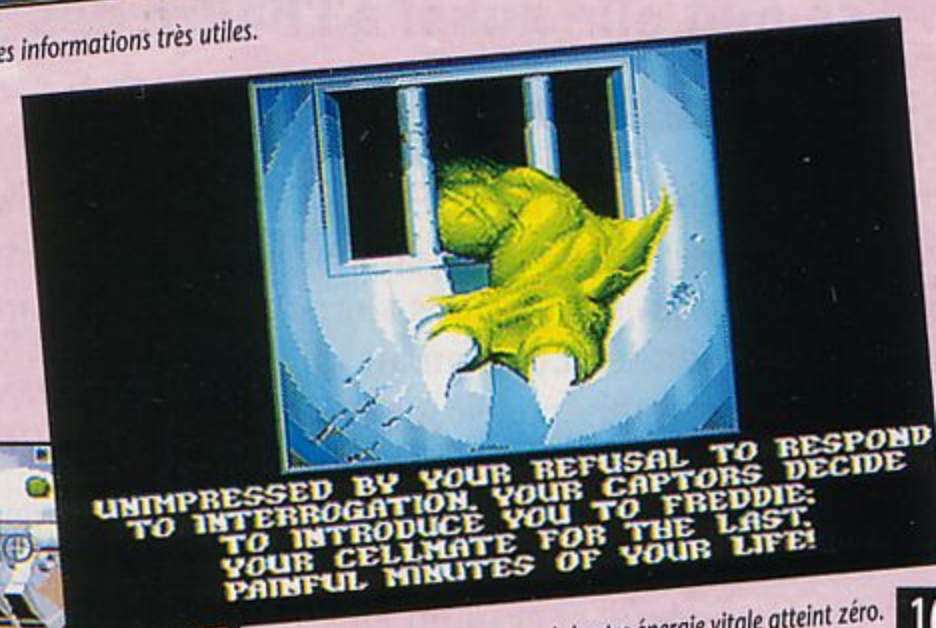 es informations très utiles.
UNIMPRESSED BY YOUR REFUSAL TO RESPOND
TO INTERROGATION, YOUR CAPTORS DECIDE
TO INTRODUCE YOU TO FREDDIE:
YOUR CELLMATE FOR THE LAST,
PAINFUL MINUTES OF YOUR LIFE!
énergie vitale atteint zéro.